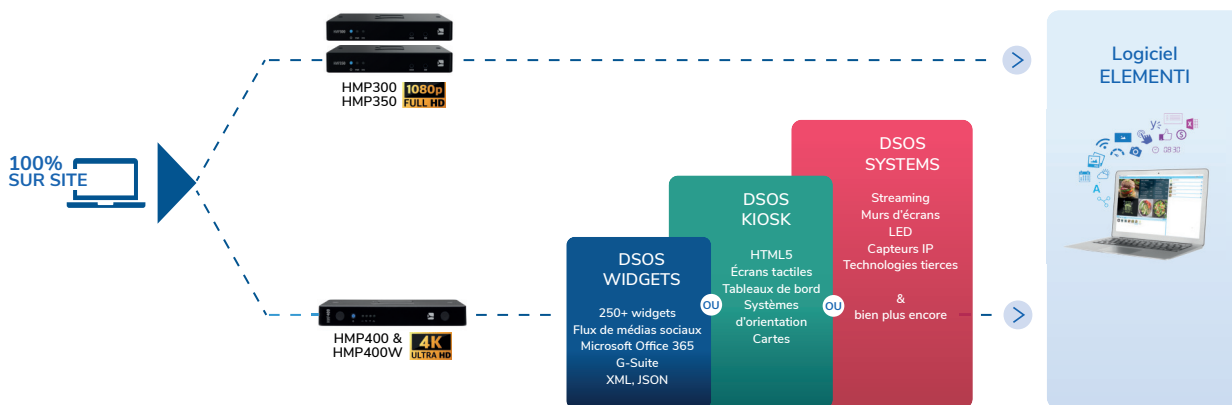 100%
SUR SITE
HMP300
HMP350
1080p
FULL HD
HMP400 &
HMP400W
4K
ULTRA HD
DSOS
WIDGETS
250+ widgets
Flux de médias sociaux
Microsoft Office 365
G-Suite
XML, JSON
OU
DSOS
KIOSK
HTML5
Écrans tactiles
Tableaux de bord
Systèmes
d'orientation
Cartes
OU
DSOS
SYSTEMS
Streaming
Murs d'écrans
LED
Capteurs IP
Technologies tierces
&
bien plus encore
Logiciel
ELEMENTI
08:30